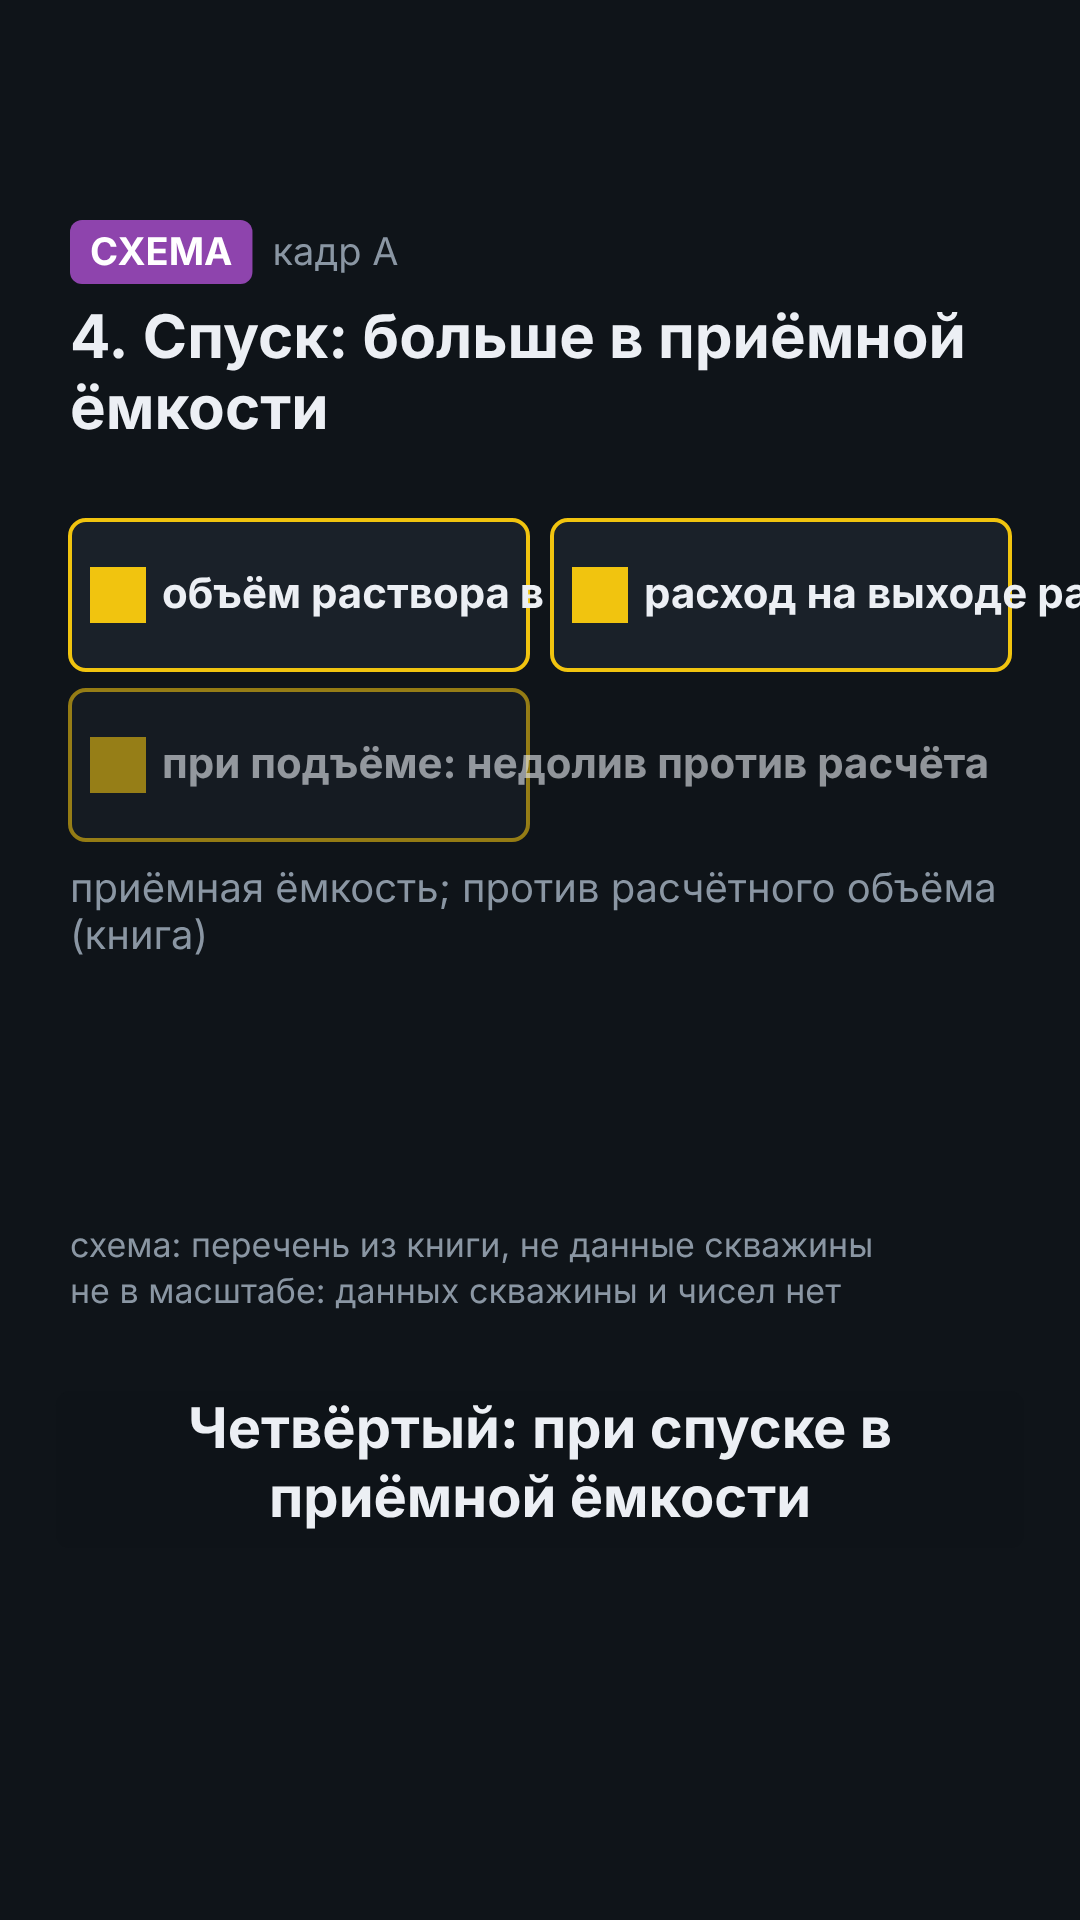 СХЕМА кадр А
4. Спуск: больше в приёмной
ёмкости
объём раствора в
расход на выходе
при подъёме: недолив против расчёта
приёмная ёмкость; против расчётного объёма
(книга)
схема: перечень из книги, не данные скважины
не в масштабе: данных скважины и чисел нет
Четвёртый: при спуске в
приёмной ёмкости